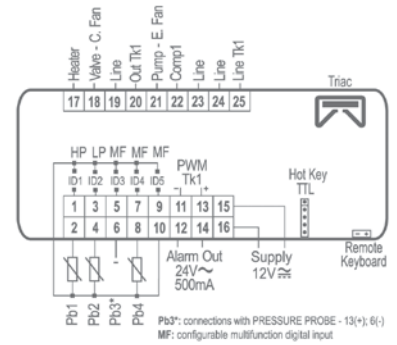 Heater
Valve - C. Fan
Line
Out Tk1
Pump - E. Fan
Comp1
Line
Line
Line Tk1
Triac
17 18 19 20 21 22 23 24 25
HP LP MF MF MF
PWM
Tk1
ID1 ID2 ID3 ID4 ID5
- +
Hot Key
TTL
1 3 5 7 9 11 13 15
2 4 6 8 10 12 14 16
- +
Remote
Keyboard
Alarm Out
24V~
500mA
Supply
12V≂
-
Pb1
Pb2
Pb3*
Pb4
Pb3*: connections with PRESSURE PROBE - 13(+); 6(-)
MF: configurable multifunction digital input